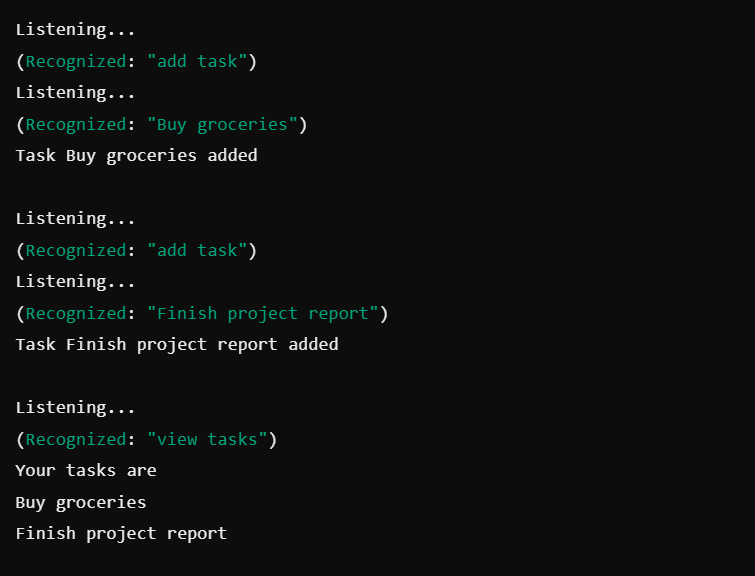 Listening...
(Recognized: "add task")
Listening...
(Recognized: "Buy groceries")
Task Buy groceries added
Listening...
(Recognized: "add task")
Listening...
(Recognized: "Finish project report")
Task Finish project report added
Listening...
(Recognized: "view tasks")
Your tasks are
Buy groceries
Finish project report